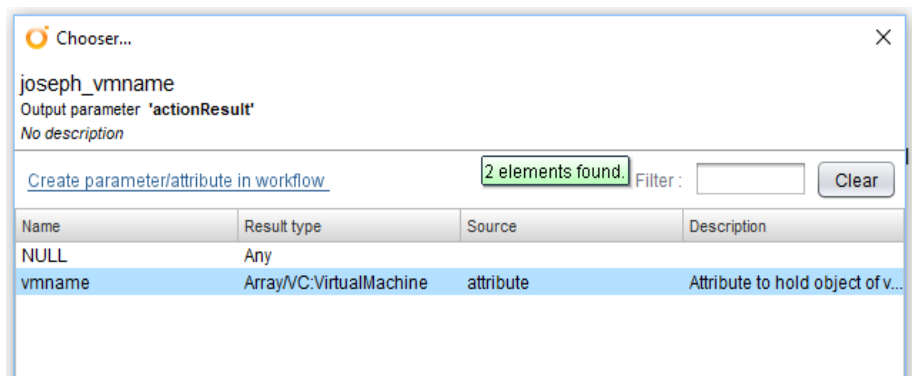 Chooser...
joseph_vmname
Output parameter 'actionResult'
No description
Create parameter/attribute in workflow 2 elements found. Filter : Clear
Name Result type Source Description
NULL Any
vmname Array/VC:VirtualMachine attribute Attribute to hold object of v...